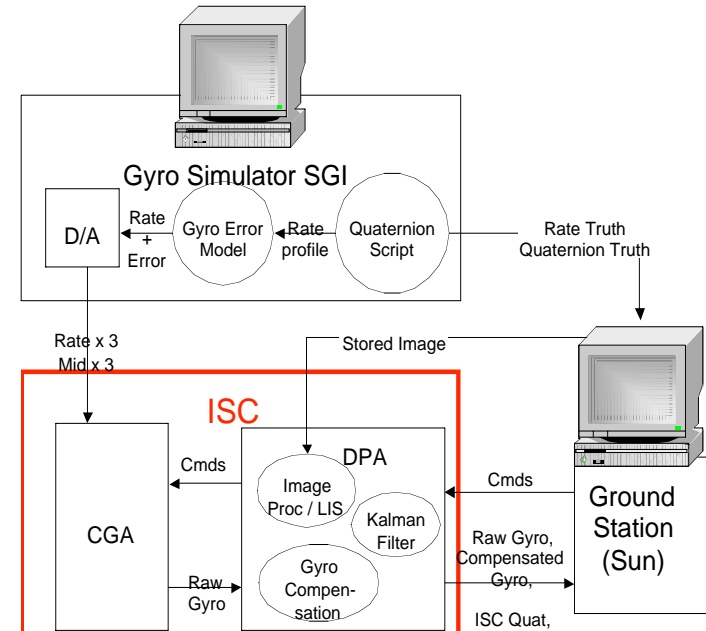 Gyro Simulator SGI
D/A
Rate
+
Error
Gyro Error
Model
Rate
profile
Quaternion
Script
Rate Truth
Quaternion Truth
Rate x 3
Mid x 3
Stored Image
ISC
CGA
Cmds
DPA
Image
Proc / LIS
Kalman
Filter
Gyro
Compen-
sation
Raw
Gyro
Cmds
Raw Gyro,
Compensated
Gyro,
ISC Quat,
Ground
Station
(Sun)